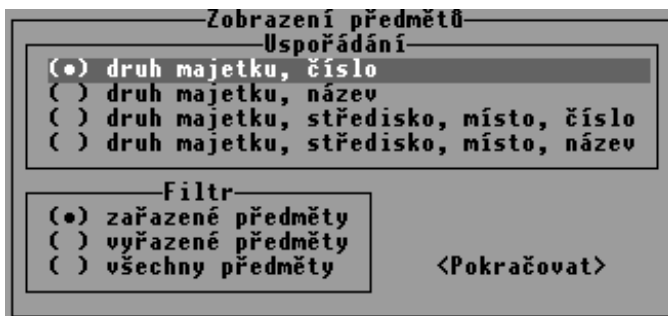 Zobrazení předmětů
Uspořádání
(•) druh majetku, číslo
( ) druh majetku, název
( ) druh majetku, středisko, místo, číslo
( ) druh majetku, středisko, místo, název
Filtr
(•) zařazené předměty
( ) vyřazené předměty
( ) všechny předměty <Pokračovat>